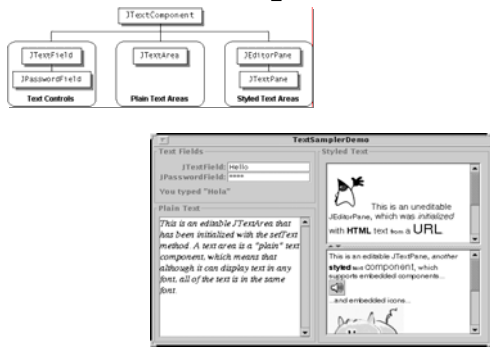 JTextComponent
JTextField
JPasswordField
Text Controls
JTextArea
Plain Text Areas
JEditorPane
JTextPane
Styled Text Areas
TextSamplerDemo
Text Fields
JTextField: Hello
JPasswordField: ****
You typed "Hola"
Plain Text
This is an editable JTextArea that
has been initialized with the setText
method. A text area is a "plain" text
component, which means that
although it can display text in any
font, all of the text is in the same
font.
Styled Text
This is an uneditable
JEditorPane, which was initialized
with HTML text from a URL
This is an editable JTextPane, another
styled text component, which
supports embedded components...
...and embedded icons...